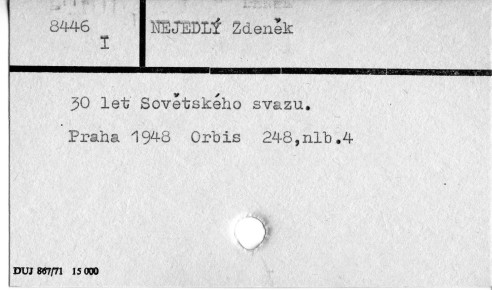 8446 NEJEDLÝ Zdeněk
I
30 let Sovětského svazu.
Praha 1948 Orbis 248,nlb.4
DUJ 867/71 15 000